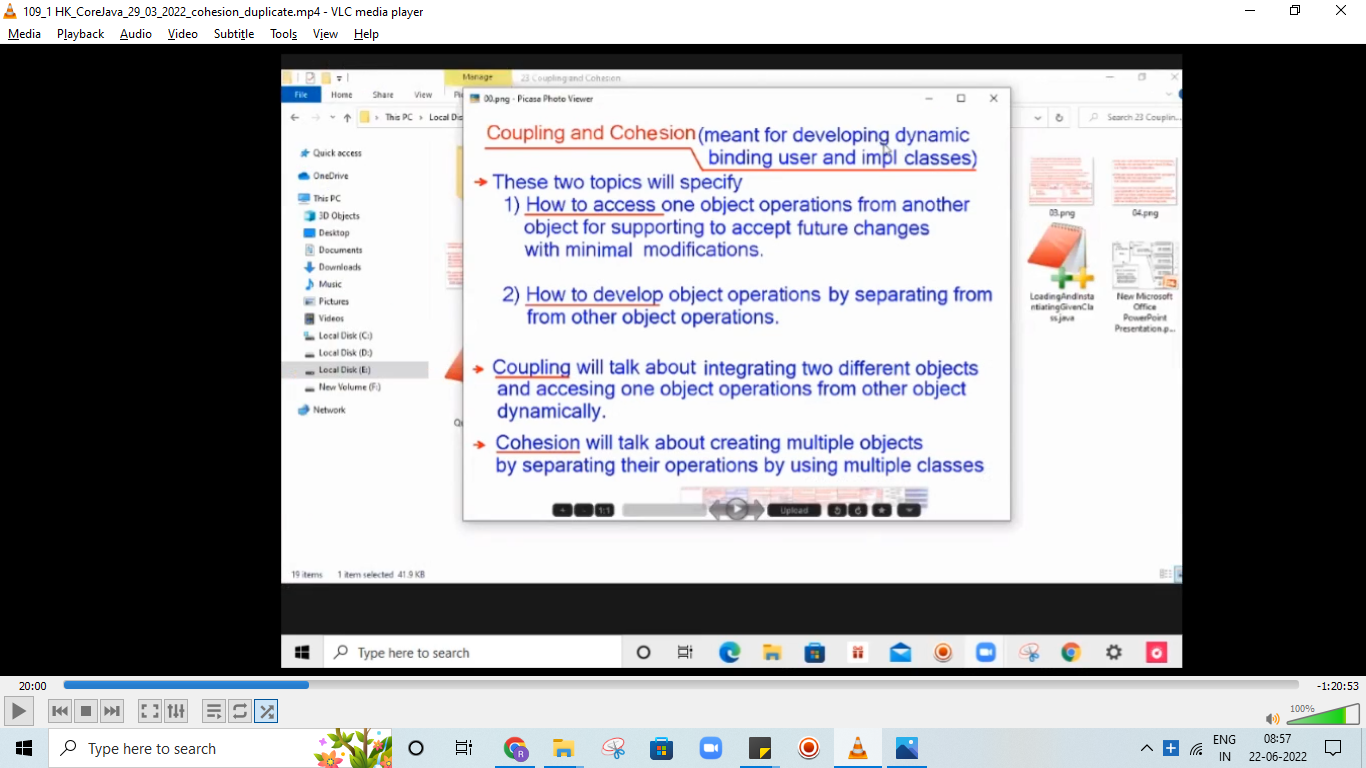 109_1 HK_CoreJava_29_03_2022_cohesion_duplicate.mp4 - VLC media player
Media Playback Audio Video Subtitle Tools View Help
Manage 23 Coupling and Cohesion
File Home Share View
This PC Local Dis
Search 23 Couplin...
00.png - Picasa Photo Viewer
Quick access
OneDrive
This PC
3D Objects
Desktop
Documents
Downloads
Music
Pictures
Videos
Local Disk (C:)
Local Disk (D:)
Local Disk (E:)
New Volume (F:)
Network
Coupling and Cohesion (meant for developing dynamic
binding user and impl classes)
These two topics will specify
1) How to access one object operations from another
object for supporting to accept future changes
with minimal modifications.
2) How to develop object operations by separating from
from other object operations.
Coupling will talk about integrating two different objects
and accesing one object operations from other object
dynamically.
Cohesion will talk about creating multiple objects
by separating their operations by using multiple classes
1:1
Upload
03.png 04.png
LoadingAndInsta
ntiatingGivenCla
ss.java
New Microsoft
Office
PowerPoint
Presentation.p...
19 items 1 item selected 41.9 KB
Type here to search
20:00 -1:20:53
100%
Type here to search
ENG
IN
08:57
22-06-2022